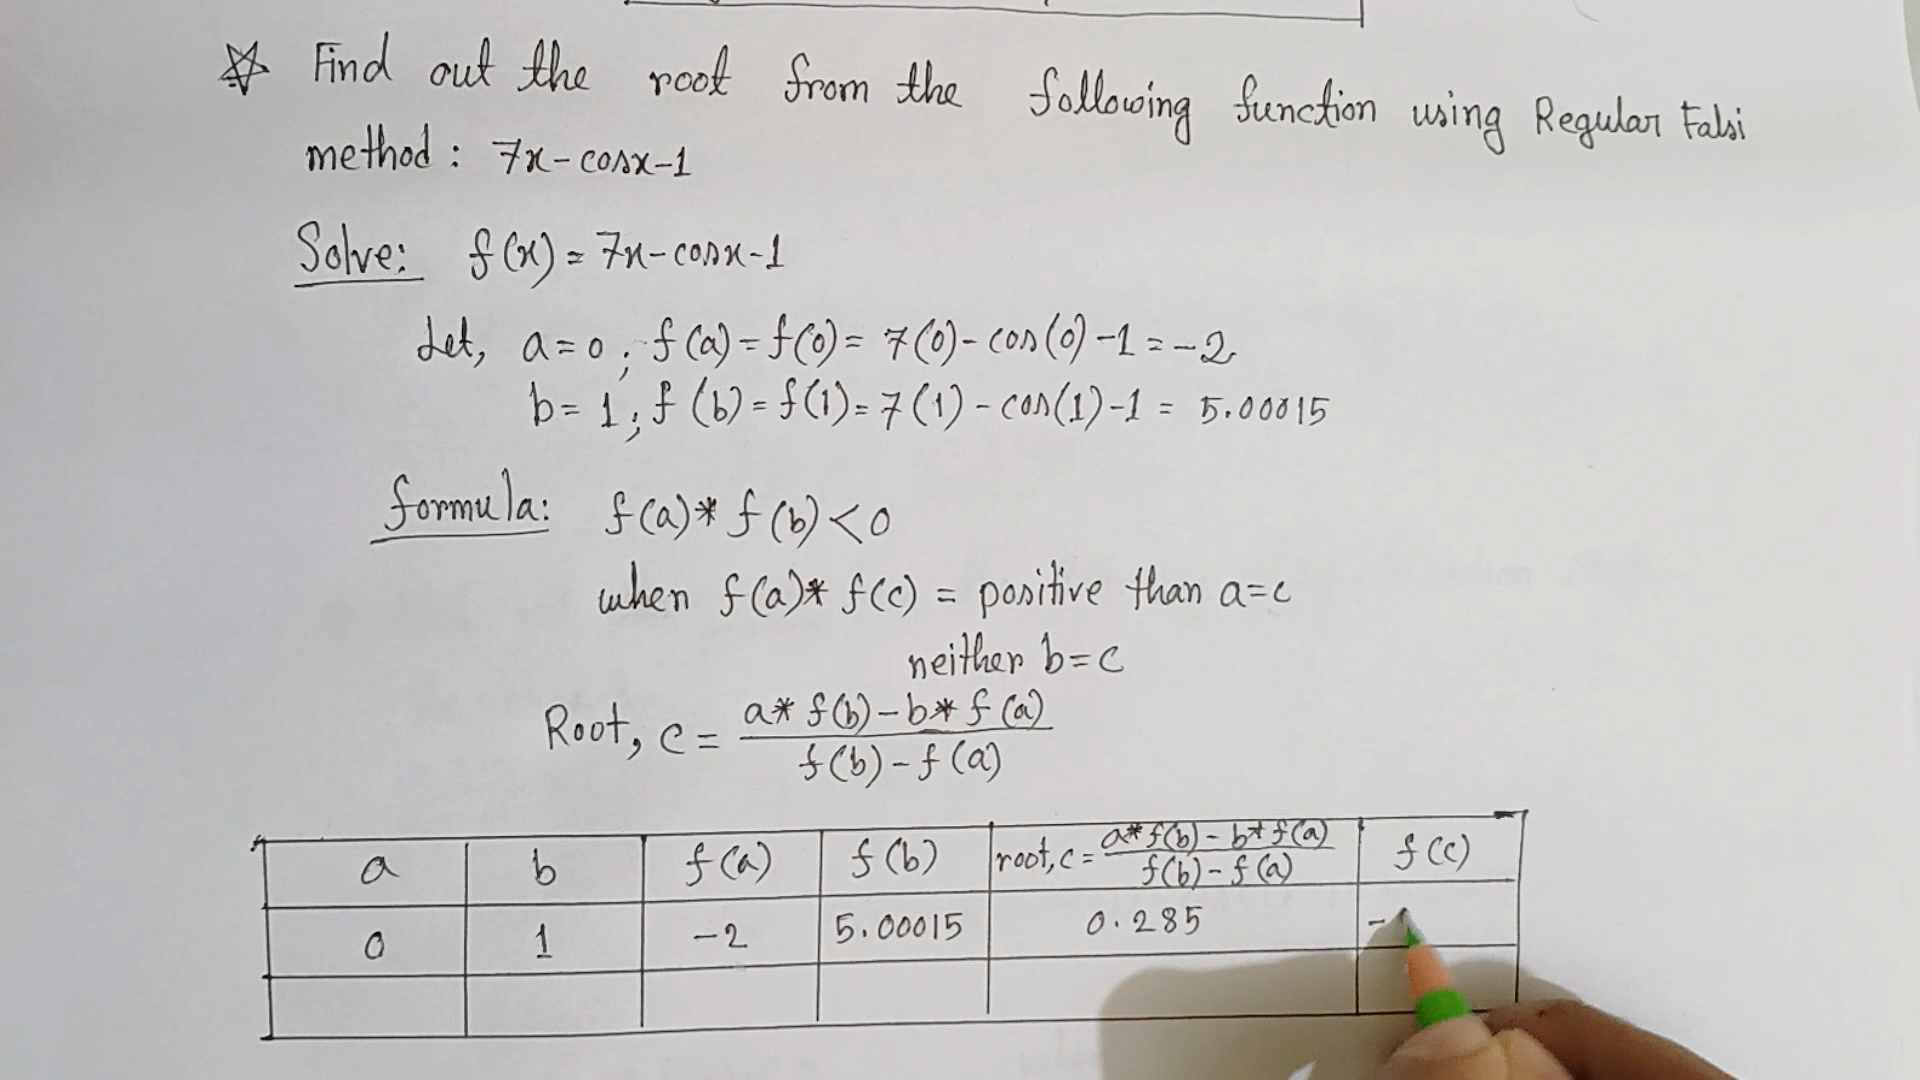 ☆ Find out the root from the following function using Regular Falsi
method: 7x-cosx-1
Solve: f(x) = 7x-cosx-1
Let, a=0; f(a)=f(0)= 7(0)-cos(0)-1=-2
b=1; f(b)=f(1)=7(1)-cos(1)-1= 5.00015
formula: f(a)* f(b)<0
when f(a)* f(c) = positive than a=c
neither b=c
Root, c= a* f(b)-b* f(a) / f(b)-f(a)
a b f(a) f(b) root, c= a* f(b)-b* f(a) / f(b)-f(a) f(c)
0 1 -2 5.00015 0.285 -